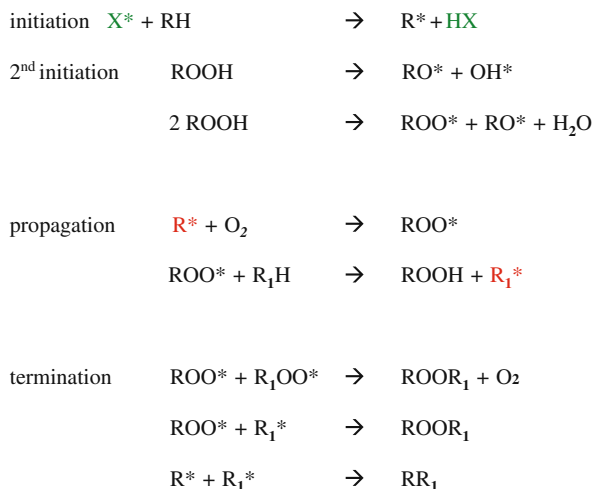 initiation X* + RH → R* + HX
2nd initiation ROOH → RO* + OH*
2 ROOH → ROO* + RO* + H2O
propagation R* + O2 → ROO*
ROO* + R1H → ROOH + R1*
termination ROO* + R1OO* → ROOR1 + O2
ROO* + R1* → ROOR1
R* + R1* → RR1